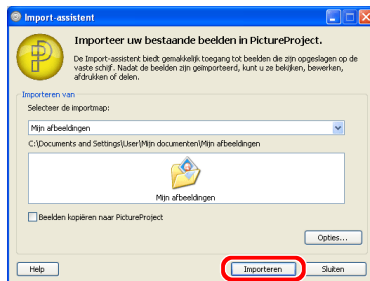 Import-assistent
Importeer uw bestaande beelden in PictureProject.
De Import-assistent biedt gemakkelijk toegang tot beelden die zijn opgeslagen op de
vaste schijf. Nadat de beelden zijn geïmporteerd, kunt u ze bekijken, bewerken,
afdrukken of delen.
Importeren van
Selecteer de importmap:
Mijn afbeeldingen
C:\Documents and Settings\User\Mijn documenten\Mijn afbeeldingen
Mijn afbeeldingen
Beelden kopiëren naar PictureProject
Opties...
Help
Importeren
Sluiten